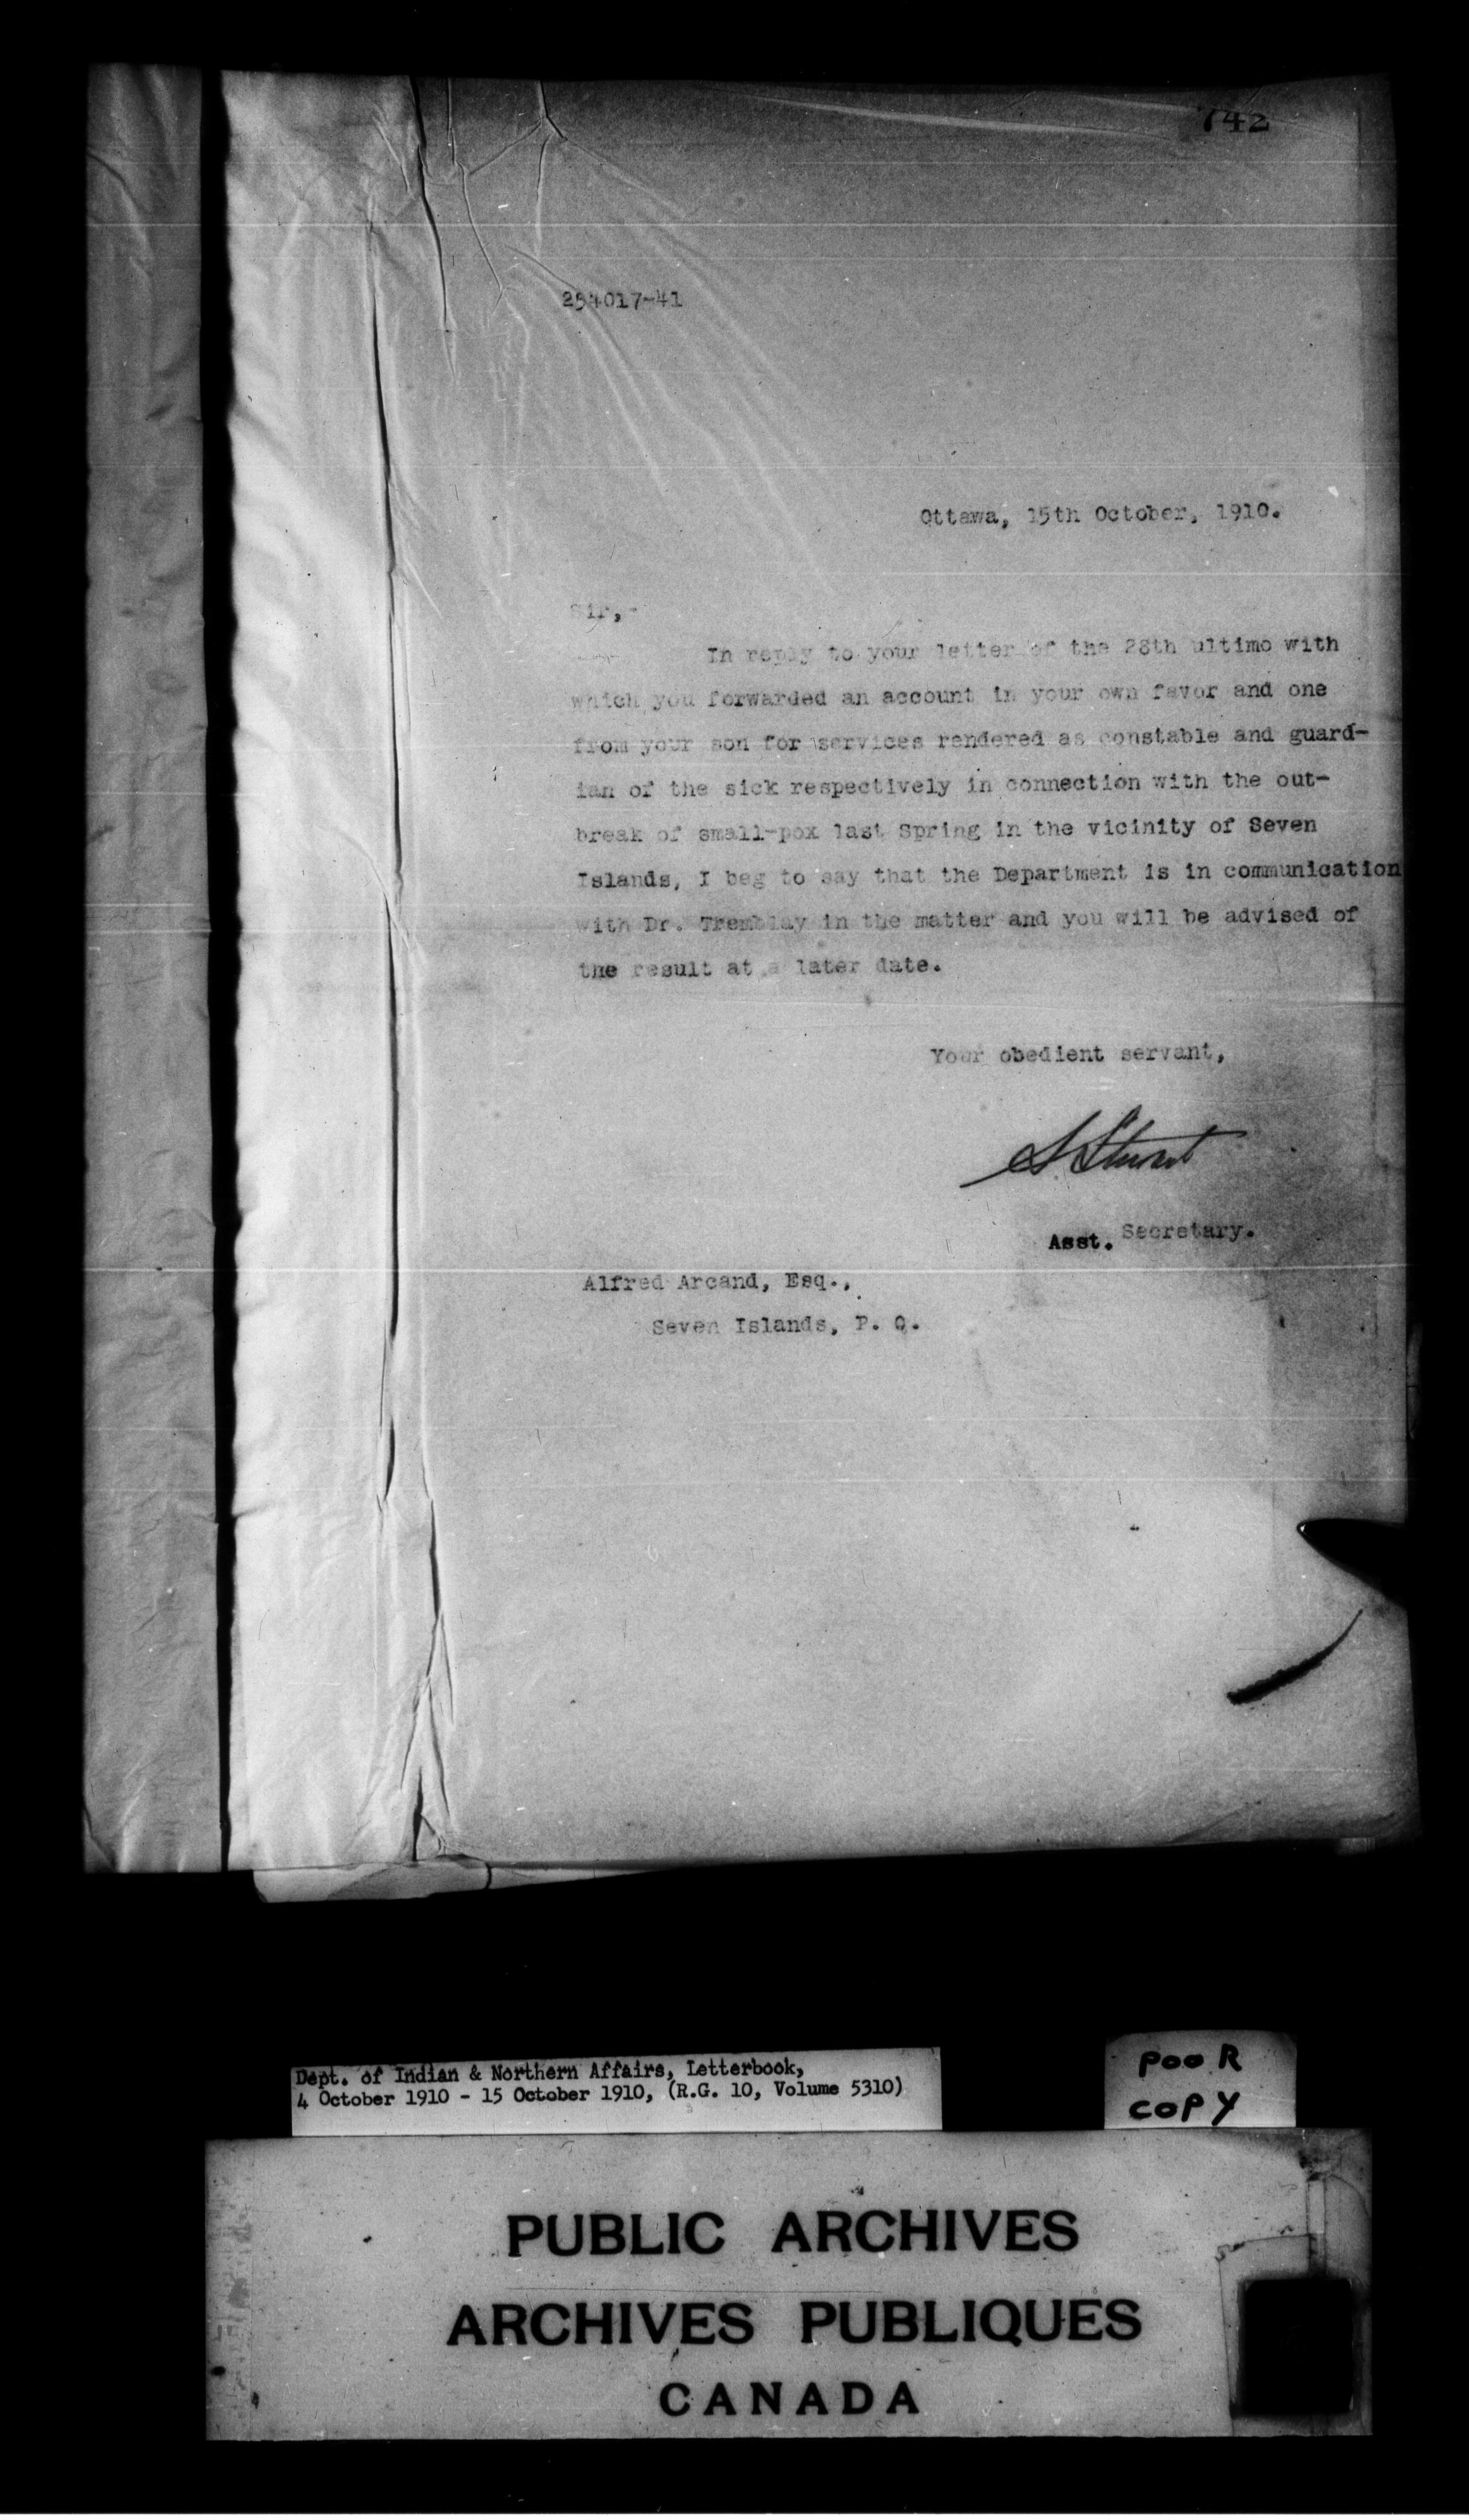 742
254017-41
Ottawa, 15th October, 1910.
Sir,-
In reply to your letter of the 28th ultimo with
which you forwarded an account in your own favor and one
from your son for services rendered as constable and guard-
ian of the sick respectively in connection with the out-
break of small-pox last Spring in the vicinity of Seven
Islands, I beg to say that the Department is in communication
with Dr. Tremblay in the matter and you will be advised of
the result at a later date.
Your obedient servant,
S. Stewart
Asst. Secretary.
Alfred Arcand, Esq.,
Seven Islands, P. Q.
Dept. of Indian & Northern Affairs, Letterbook,
4 October 1910 - 15 October 1910, (R.G. 10, Volume 5310)
POOR
COPY
PUBLIC ARCHIVES
ARCHIVES PUBLIQUES
CANADA